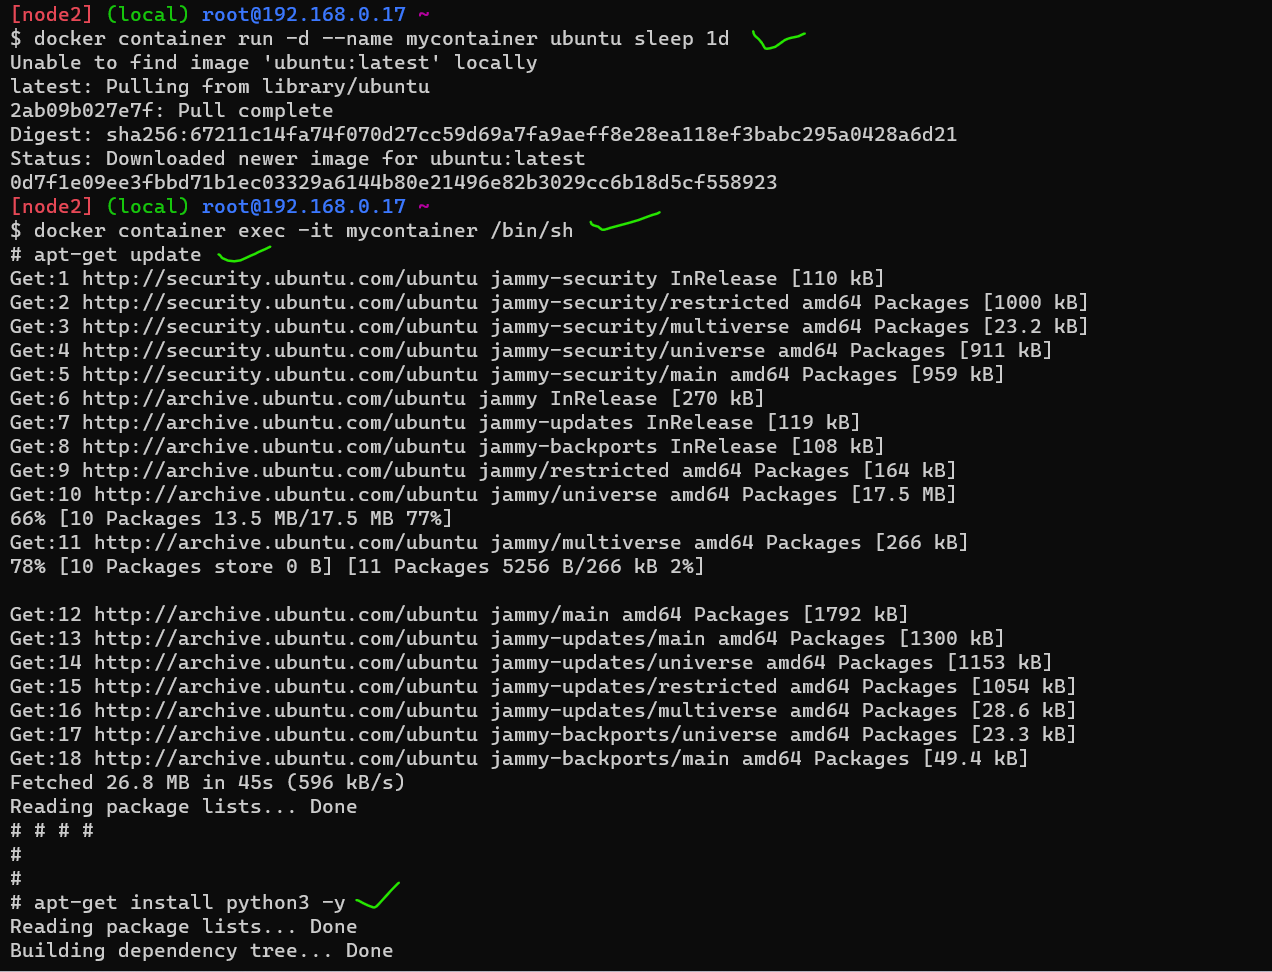 [node2] (local) root@192.168.0.17 ~
$ docker container run -d --name mycontainer ubuntu sleep 1d
Unable to find image 'ubuntu:latest' locally
latest: Pulling from library/ubuntu
2ab09b027e7f: Pull complete
Digest: sha256:67211c14fa74f070d27cc59d69a7fa9aeff8e28ea118ef3babc295a0428a6d21
Status: Downloaded newer image for ubuntu:latest
0d7f1e09ee3fbbd71b1ec03329a6144b80e21496e82b3029cc6b18d5cf558923
[node2] (local) root@192.168.0.17 ~
$ docker container exec -it mycontainer /bin/sh
# apt-get update
Get:1 http://security.ubuntu.com/ubuntu jammy-security InRelease [110 kB]
Get:2 http://security.ubuntu.com/ubuntu jammy-security/restricted amd64 Packages [1000 kB]
Get:3 http://security.ubuntu.com/ubuntu jammy-security/multiverse amd64 Packages [23.2 kB]
Get:4 http://security.ubuntu.com/ubuntu jammy-security/universe amd64 Packages [911 kB]
Get:5 http://security.ubuntu.com/ubuntu jammy-security/main amd64 Packages [959 kB]
Get:6 http://archive.ubuntu.com/ubuntu jammy InRelease [270 kB]
Get:7 http://archive.ubuntu.com/ubuntu jammy-updates InRelease [119 kB]
Get:8 http://archive.ubuntu.com/ubuntu jammy-backports InRelease [108 kB]
Get:9 http://archive.ubuntu.com/ubuntu jammy/restricted amd64 Packages [164 kB]
Get:10 http://archive.ubuntu.com/ubuntu jammy/universe amd64 Packages [17.5 MB]
66% [10 Packages 13.5 MB/17.5 MB 77%]
Get:11 http://archive.ubuntu.com/ubuntu jammy/multiverse amd64 Packages [266 kB]
78% [10 Packages store 0 B] [11 Packages 5256 B/266 kB 2%]
Get:12 http://archive.ubuntu.com/ubuntu jammy/main amd64 Packages [1792 kB]
Get:13 http://archive.ubuntu.com/ubuntu jammy-updates/main amd64 Packages [1300 kB]
Get:14 http://archive.ubuntu.com/ubuntu jammy-updates/universe amd64 Packages [1153 kB]
Get:15 http://archive.ubuntu.com/ubuntu jammy-updates/restricted amd64 Packages [1054 kB]
Get:16 http://archive.ubuntu.com/ubuntu jammy-updates/multiverse amd64 Packages [28.6 kB]
Get:17 http://archive.ubuntu.com/ubuntu jammy-backports/universe amd64 Packages [23.3 kB]
Get:18 http://archive.ubuntu.com/ubuntu jammy-backports/main amd64 Packages [49.4 kB]
Fetched 26.8 MB in 45s (596 kB/s)
Reading package lists... Done
# # # #
#
#
# apt-get install python3 -y
Reading package lists... Done
Building dependency tree... Done